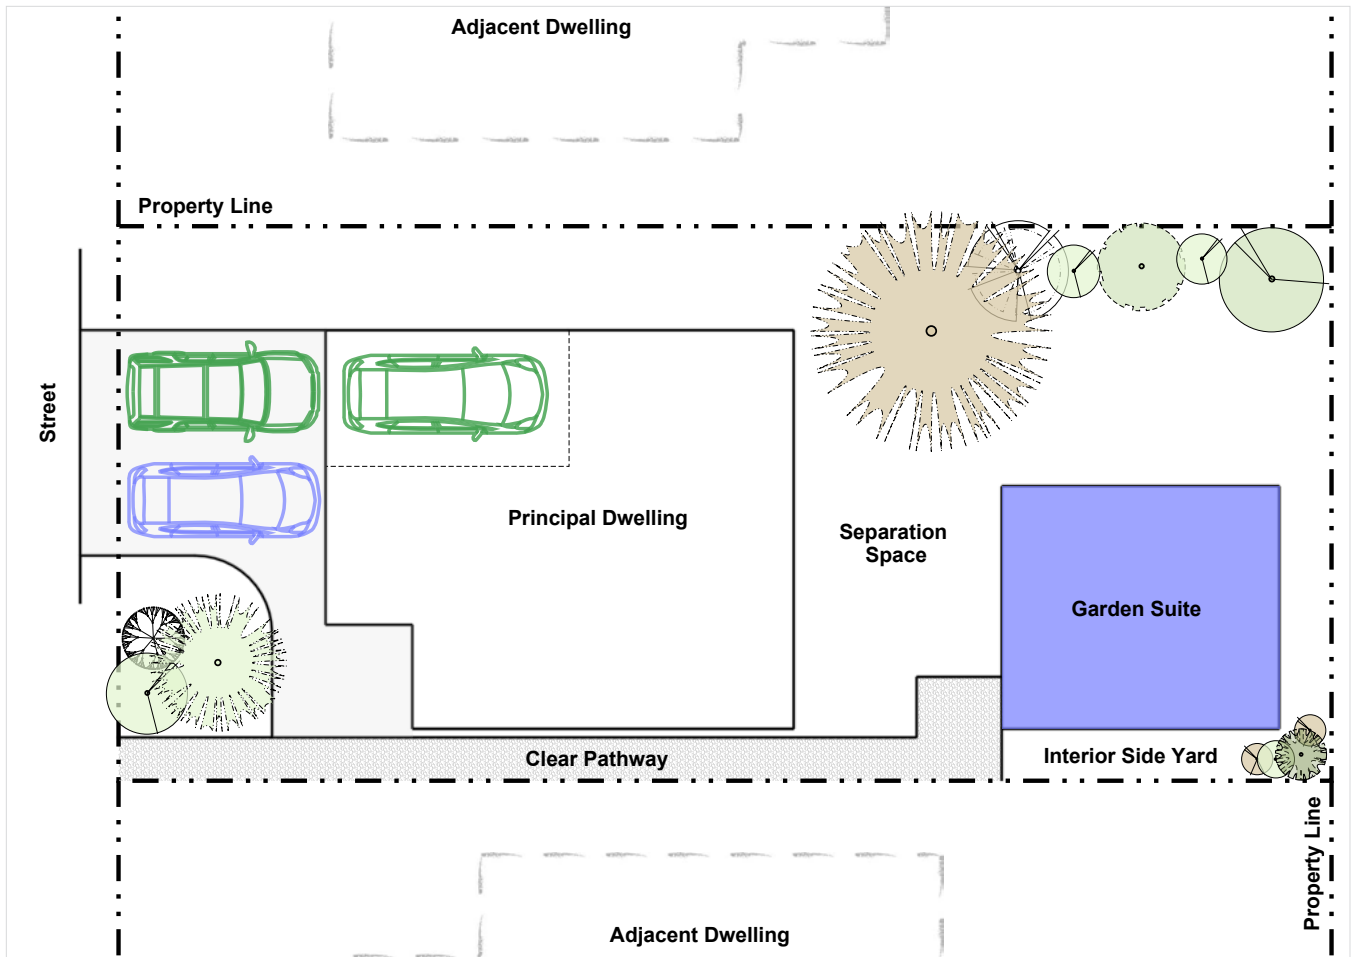 Adjacent Dwelling
Property Line
Street
Principal Dwelling
Separation
Space
Garden Suite
Clear Pathway
Interior Side Yard
Property Line
Adjacent Dwelling